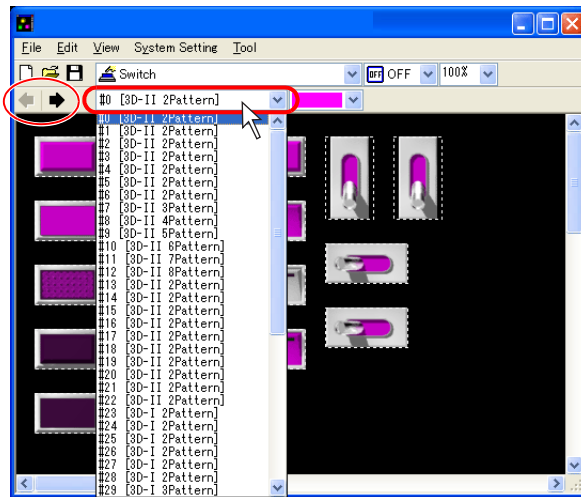 File Edit View System Setting Tool
Switch OFF OFF 100%
#0 [3D-II 2Pattern]
#0 [3D-II 2Pattern]
#1 [3D-II 2Pattern]
#2 [3D-II 2Pattern]
#3 [3D-II 2Pattern]
#4 [3D-II 2Pattern]
#5 [3D-II 2Pattern]
#6 [3D-II 2Pattern]
#7 [3D-II 3Pattern]
#8 [3D-II 4Pattern]
#9 [3D-II 5Pattern]
#10 [3D-II 6Pattern]
#11 [3D-II 7Pattern]
#12 [3D-II 8Pattern]
#13 [3D-II 2Pattern]
#14 [3D-II 2Pattern]
#15 [3D-II 2Pattern]
#16 [3D-II 2Pattern]
#17 [3D-II 2Pattern]
#18 [3D-II 2Pattern]
#19 [3D-II 2Pattern]
#20 [3D-II 2Pattern]
#21 [3D-II 2Pattern]
#22 [3D-II 2Pattern]
#23 [3D-I 2Pattern]
#24 [3D-I 2Pattern]
#25 [3D-I 2Pattern]
#26 [3D-I 2Pattern]
#27 [3D-I 2Pattern]
#28 [3D-I 2Pattern]
#29 [3D-I 3Pattern]